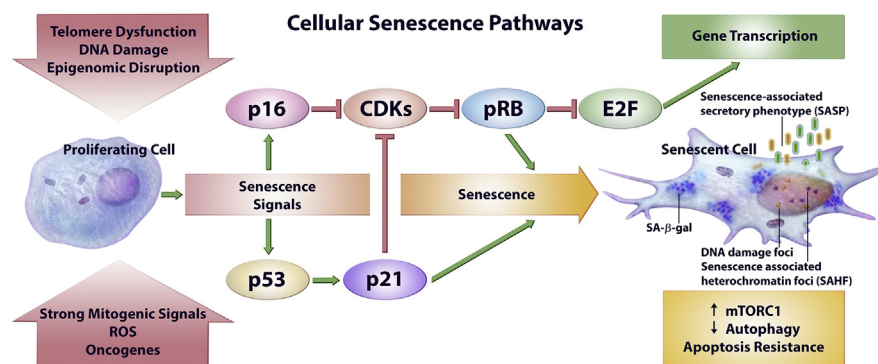 Cellular Senescence Pathways
Telomere Dysfunction
DNA Damage
Epigenomic Disruption
Gene Transcription
p16
CDKs
pRB
E2F
Senescence-associated
secretory phenotype (SASP)
Proliferating Cell
Senescent Cell
Senescence
Signals
Senescence
SA-β-gal
DNA damage foci
Senescence associated
heterochromatin foci (SAHF)
p53
p21
Strong Mitogenic Signals
ROS
Oncogenes
↑ mTORC1
↓ Autophagy
Apoptosis Resistance